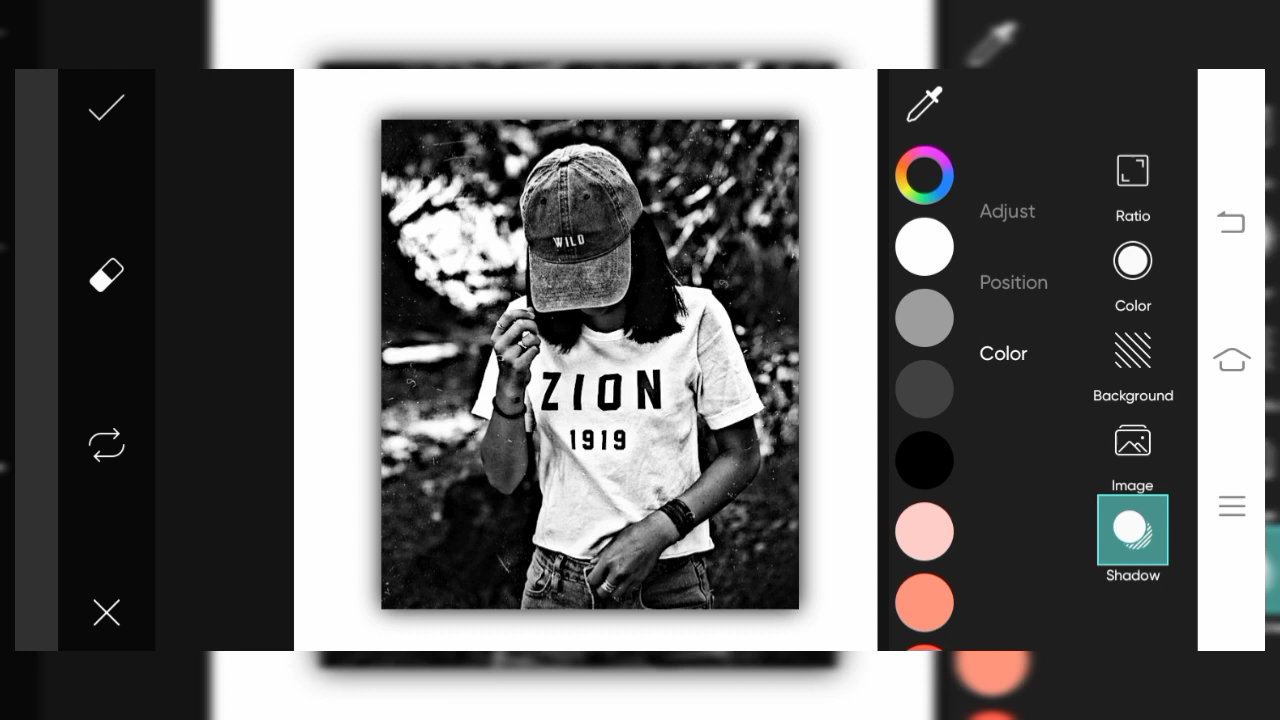 WILD
ZION
1919
Adjust
Position
Color
Ratio
Color
Background
Image
Shadow